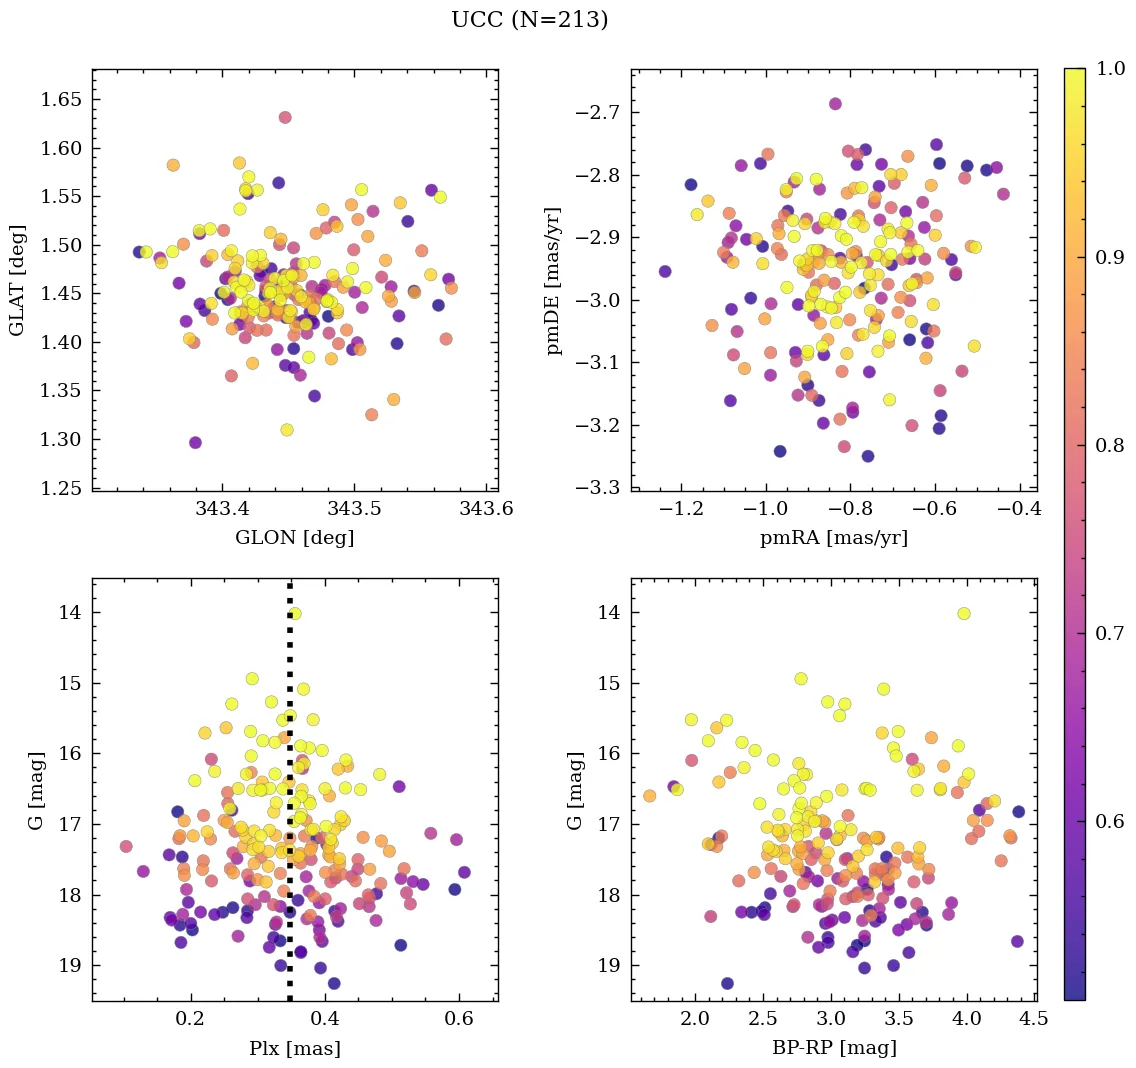 UCC (N=213)
1.65
1.60
1.55
1.50
1.45
1.40
1.35
1.30
1.25
GLAT [deg]
343.4 343.5 343.6
GLON [deg]
−2.7
−2.8
−2.9
−3.0
−3.1
−3.2
−3.3
pmDE [mas/yr]
−1.2 −1.0 −0.8 −0.6 −0.4
pmRA [mas/yr]
14
15
16
17
18
19
G [mag]
0.2 0.4 0.6
Plx [mas]
14
15
16
17
18
19
G [mag]
2.0 2.5 3.0 3.5 4.0 4.5
BP-RP [mag]
1.0
0.9
0.8
0.7
0.6